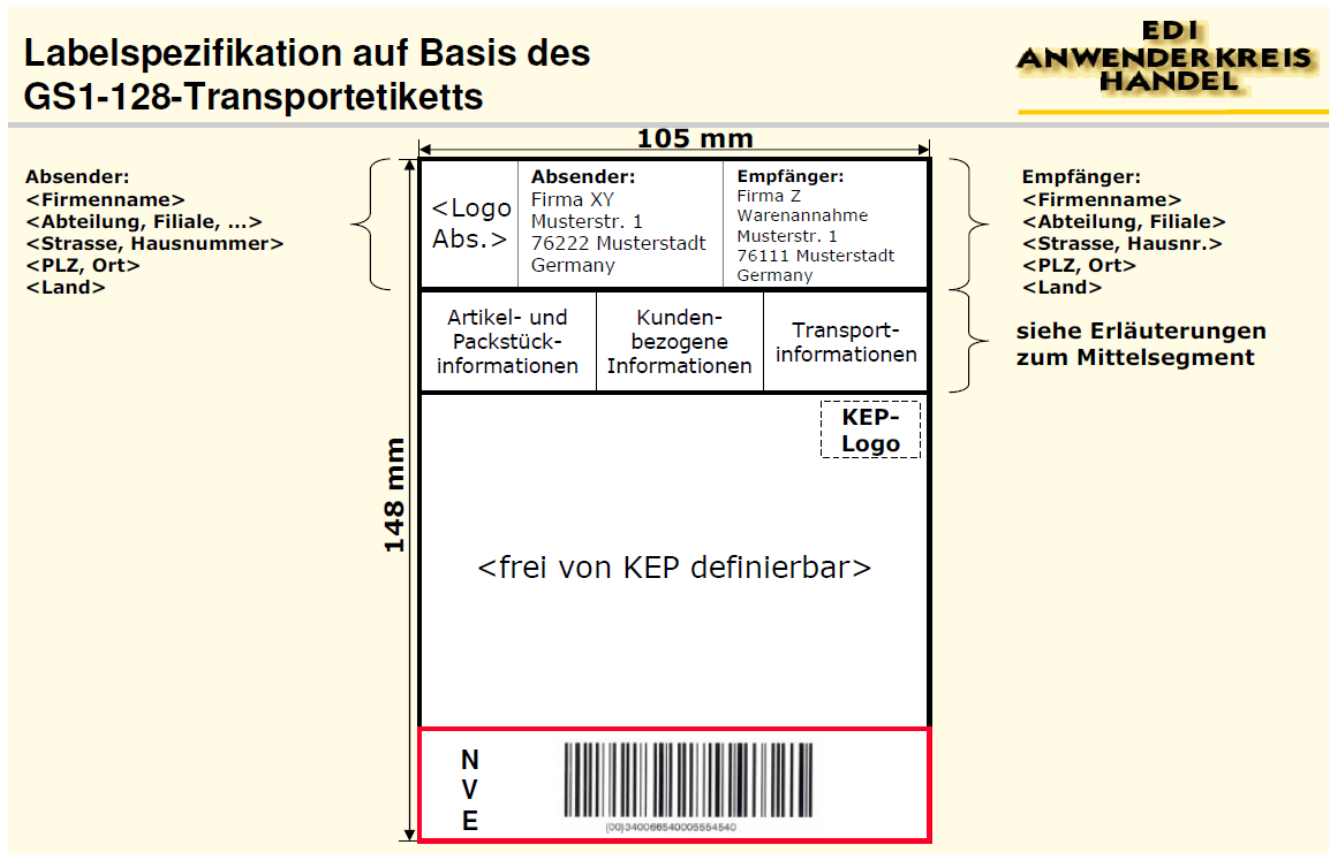 Labelspezifikation auf Basis des
GS1-128-Transportetiketts
EDI
ANWENDERKREIS
HANDEL
105 mm
148 mm
Absender:
<Firmenname>
<Abteilung, Filiale, ...>
<Strasse, Hausnummer>
<PLZ, Ort>
<Land>
<Logo
Abs.>
Absender:
Firma XY
Musterstr. 1
76222 Musterstadt
Germany
Empfänger:
Firma Z
Warenannahme
Musterstr. 1
76111 Musterstadt
Germany
Empfänger:
<Firmenname>
<Abteilung, Filiale>
<Strasse, Hausnr.>
<PLZ, Ort>
<Land>
Artikel- und
Packstück-
informationen
Kunden-
bezogene
Informationen
Transport-
informationen
siehe Erläuterungen
zum Mittelsegment
KEP-
Logo
<frei von KEP definierbar>
N
V
E
(00)340066540005554540